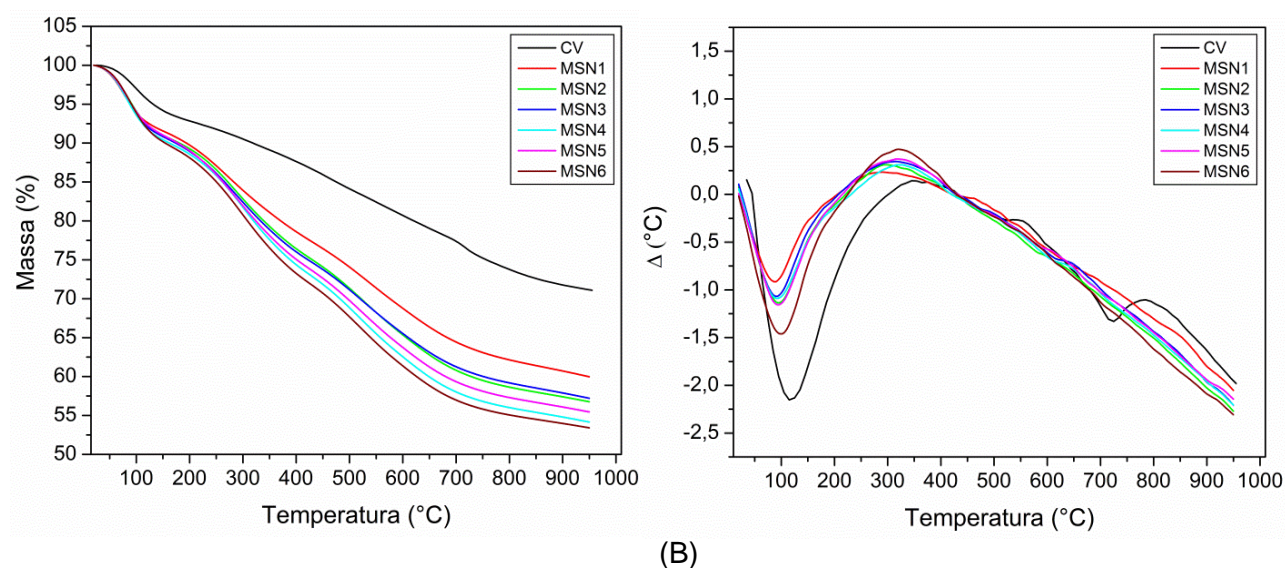 105
100
95
90
85
80
75
70
65
60
55
50
Massa (%)
CV
MSN1
MSN2
MSN3
MSN4
MSN5
MSN6
100 200 300 400 500 600 700 800 900 1000
Temperatura (°C)
1,5
1,0
0,5
0,0
-0,5
-1,0
-1,5
-2,0
-2,5
Δ (°C)
CV
MSN1
MSN2
MSN3
MSN4
MSN5
MSN6
100 200 300 400 500 600 700 800 900 1000
Temperatura (°C)
(B)